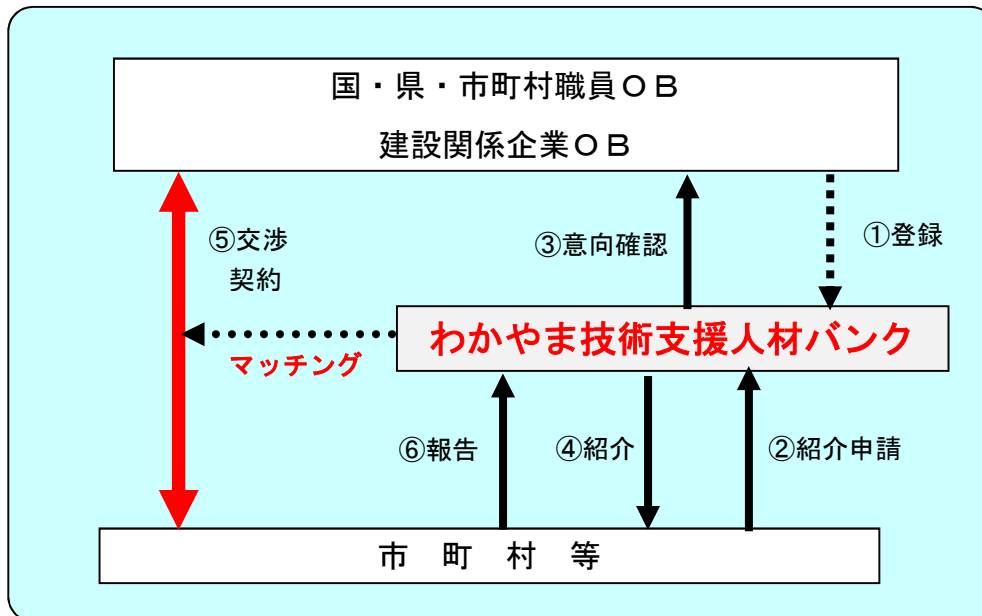 国・県・市町村職員ＯＢ
建設関係企業ＯＢ
⑤交渉
契約
③意向確認
①登録
わかやま技術支援人材バンク
マッチング
⑥報告
④紹介
②紹介申請
市　町　村　等